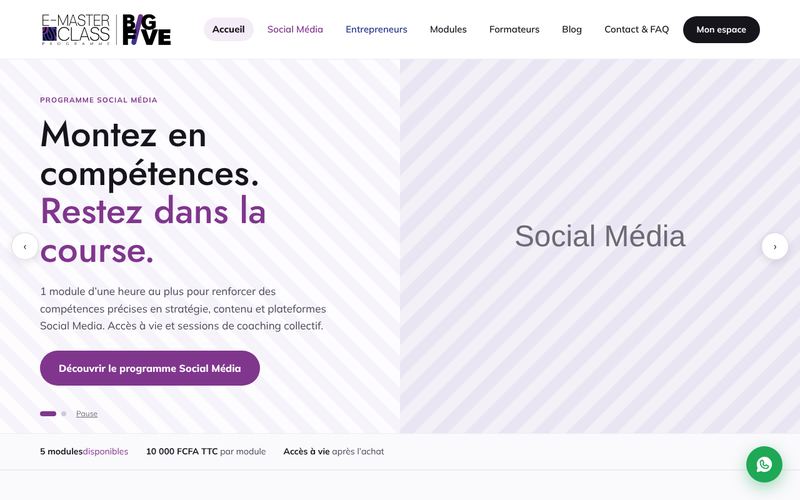 E-MASTER CLASS PROGRAMME BIG FIVE
Accueil Social Média Entrepreneurs Modules Formateurs Blog Contact & FAQ Mon espace
PROGRAMME SOCIAL MÉDIA
Montez en
compétences.
Restez dans la
course.
1 module d'une heure au plus pour renforcer des
compétences précises en stratégie, contenu et plateformes
Social Media. Accès à vie et sessions de coaching collectif.
Découvrir le programme Social Média
Pause
Social Média
‹
›
5 modulesdisponibles 10 000 FCFA TTC par module Accès à vie après l'achat